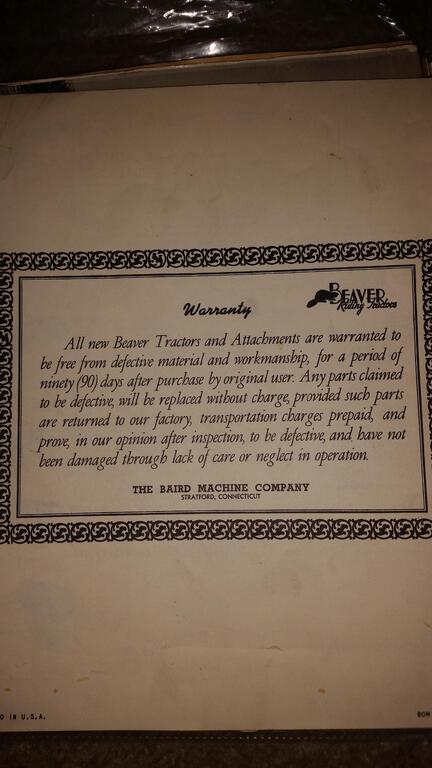 Warranty
BEAVER
Riding Tractors
All new Beaver Tractors and Attachments are warranted to
be free from defective material and workmanship, for a period of
ninety (90) days after purchase by original user. Any parts claimed
to be defective, will be replaced without charge, provided such parts
are returned to our factory, transportation charges prepaid, and
prove, in our opinion after inspection, to be defective, and have not
been damaged through lack of care or neglect in operation.
THE BAIRD MACHINE COMPANY
STRATFORD, CONNECTICUT
D IN U.S.A.